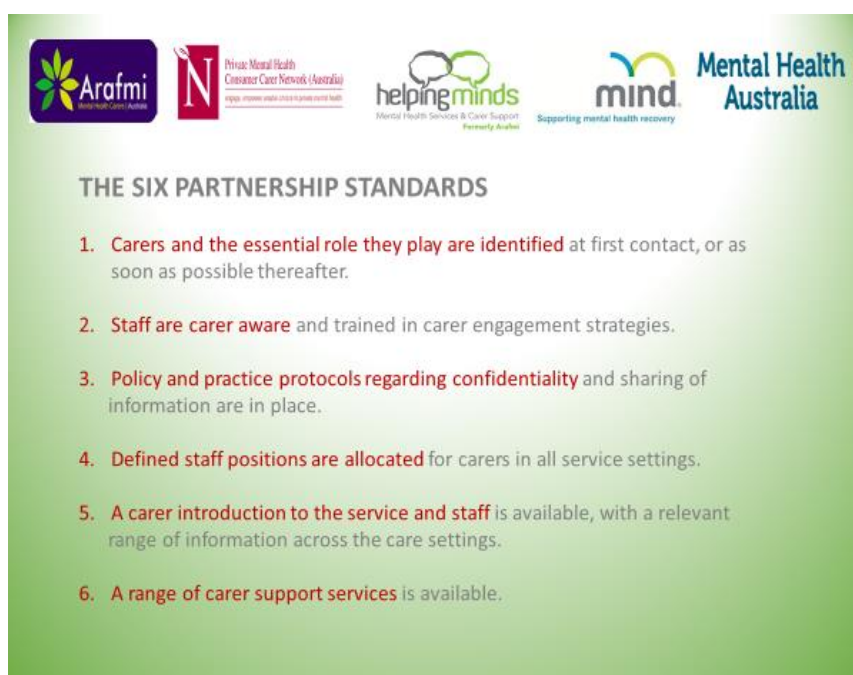 Arafmi
Mental Health Carers Australia
N
Private Mental Health
Consumer Carer Network (Australia)
helpingminds
Mental Health Services & Carer Support
Formerly Arafmi
mind
Supporting mental health recovery
Mental Health
Australia
THE SIX PARTNERSHIP STANDARDS
1. Carers and the essential role they play are identified at first contact, or as
soon as possible thereafter.
2. Staff are carer aware and trained in carer engagement strategies.
3. Policy and practice protocols regarding confidentiality and sharing of
information are in place.
4. Defined staff positions are allocated for carers in all service settings.
5. A carer introduction to the service and staff is available, with a relevant
range of information across the care settings.
6. A range of carer support services is available.